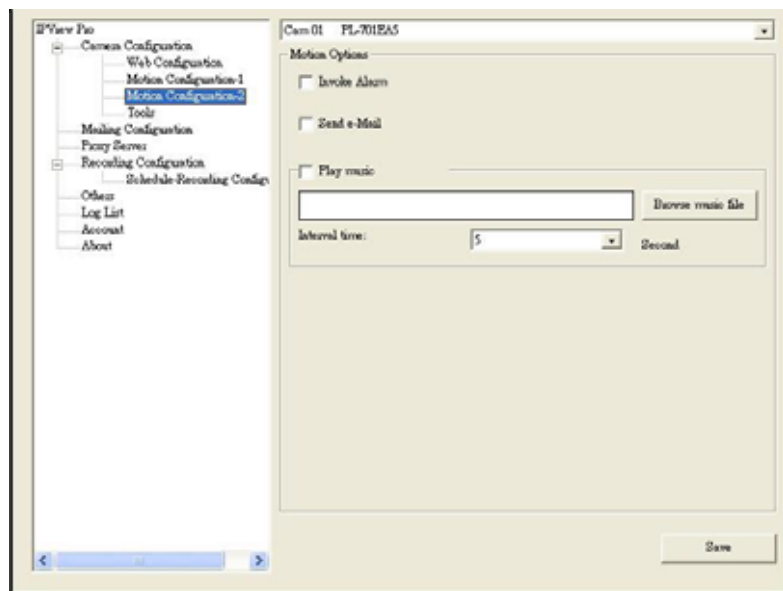 IPView Pro
Camera Configuration
Web Configuration
Motion Configuration-1
Motion Configuration-2
Tools
Mailing Configuration
Proxy Server
Recording Configuration
Schedule-Recording Config
Others
Log List
Account
About
Cam 01 PL-701EA5
Motion Options
Invoke Alarm
Send e-Mail
Play music
Browse music file
Interval time: 5 Second
Save